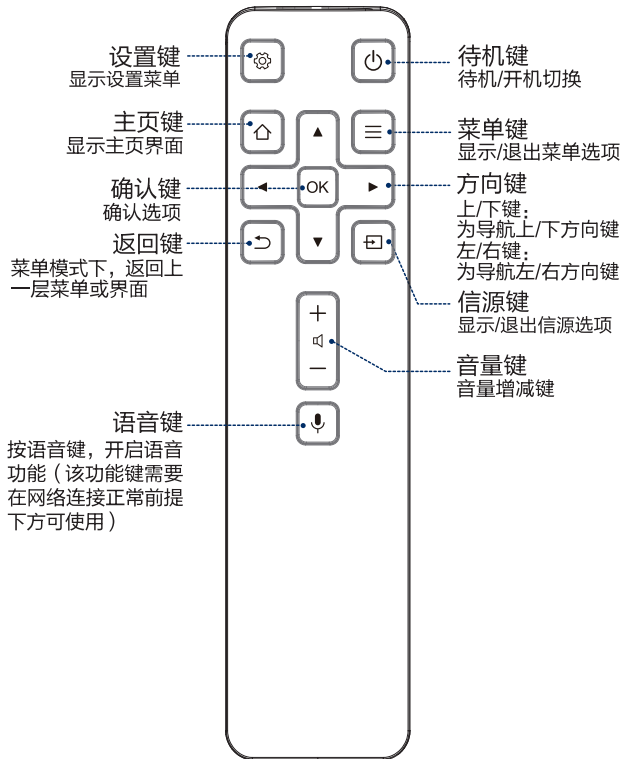 设置键
显示设置菜单
主页键
显示主页界面
确认键
确认选项
返回键
菜单模式下，返回上
一层菜单或界面
语音键
按语音键，开启语音
功能（该功能键需要
在网络连接正常前提
下方可使用）
OK
待机键
待机/开机切换
菜单键
显示/退出菜单选项
方向键
上/下键：
为导航上/下方向键
左/右键：
为导航左/右方向键
信源键
显示/退出信源选项
音量键
音量增减键